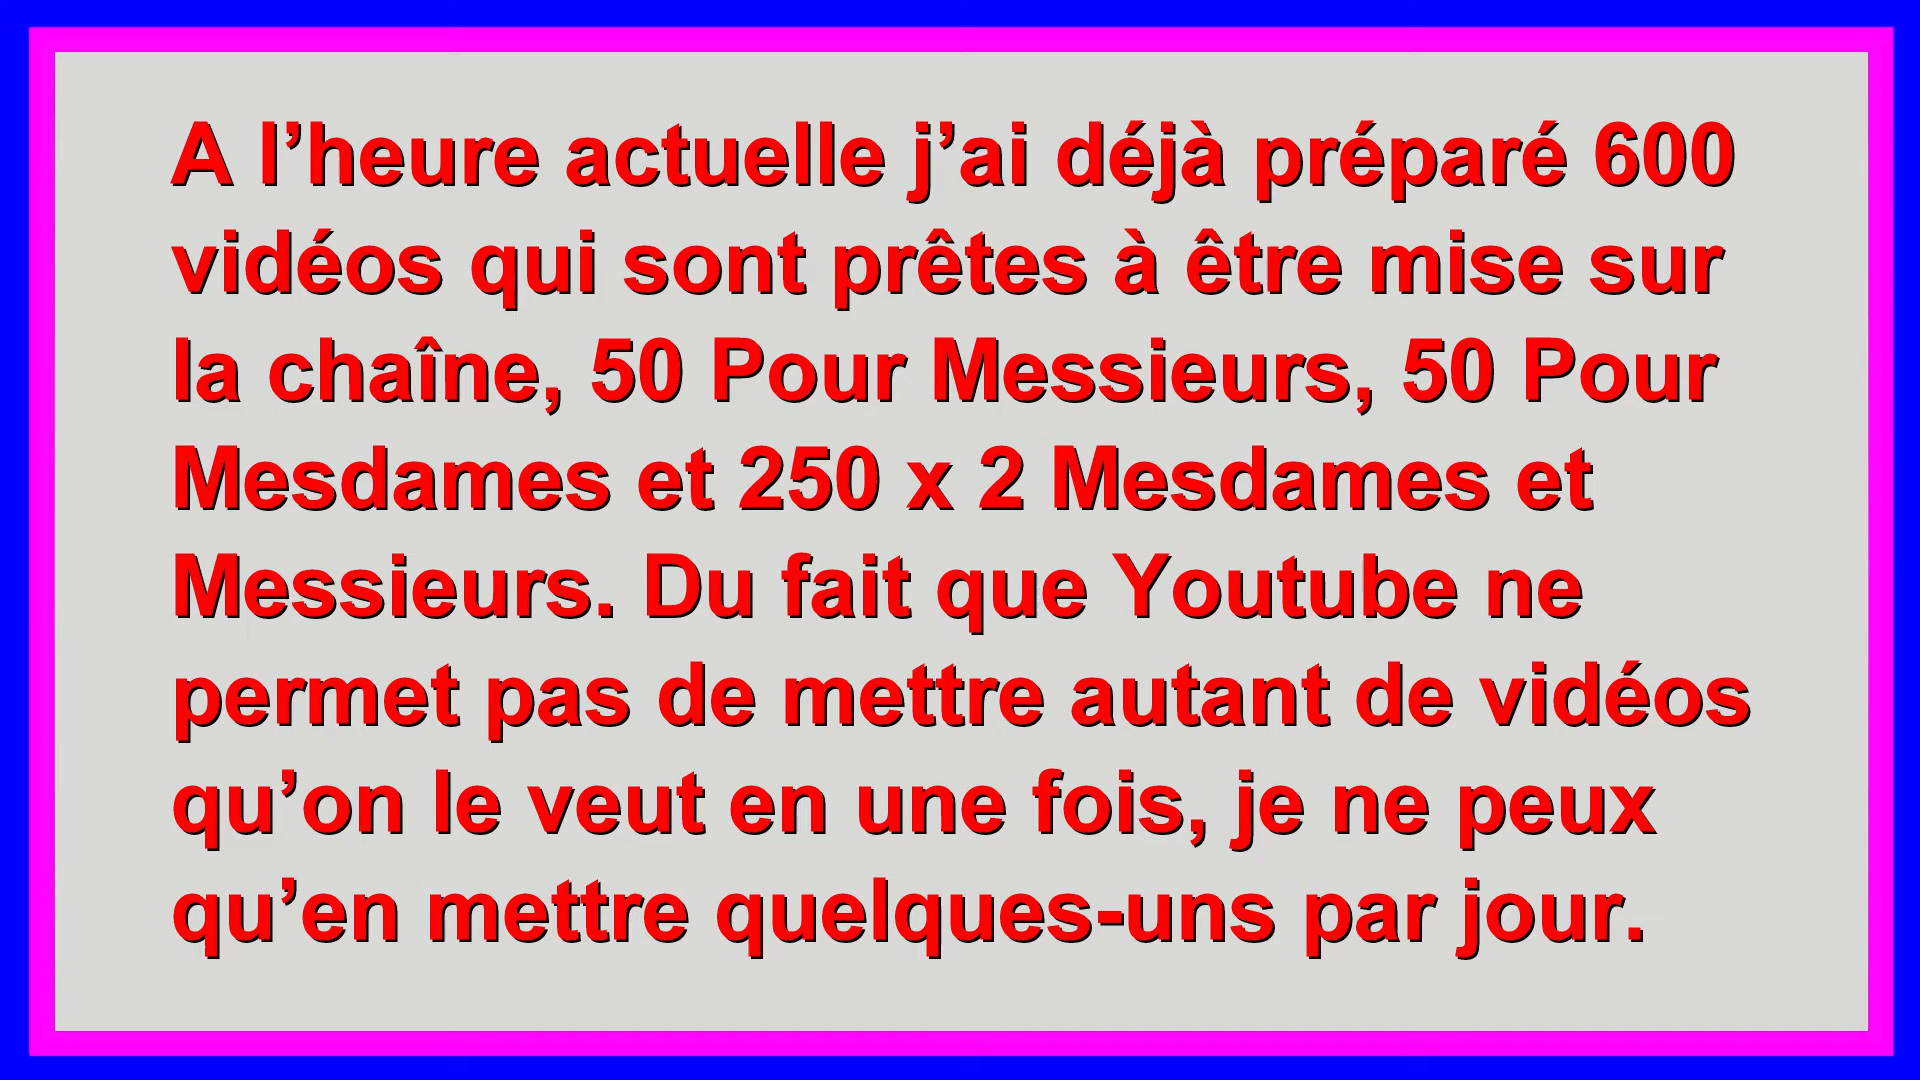 A l’heure actuelle j’ai déjà préparé 600
vidéos qui sont prêtes à être mise sur
la chaîne, 50 Pour Messieurs, 50 Pour
Mesdames et 250 x 2 Mesdames et
Messieurs. Du fait que Youtube ne
permet pas de mettre autant de vidéos
qu’on le veut en une fois, je ne peux
qu’en mettre quelques-uns par jour.